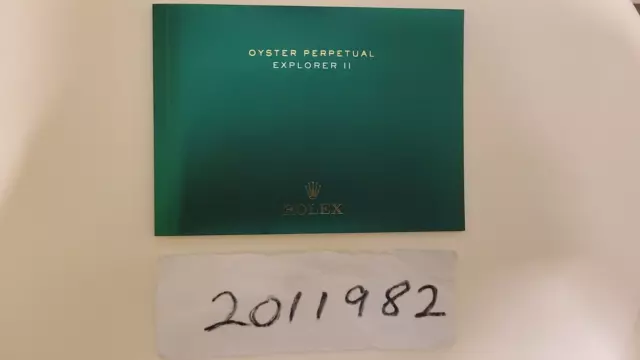 OYSTER PERPETUAL
EXPLORER II
ROLEX
2011982